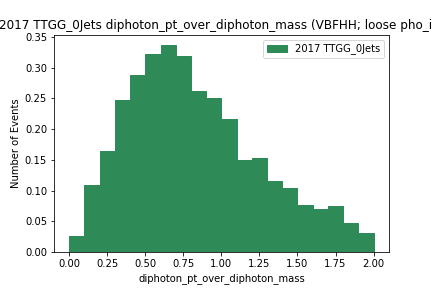 2017 TTGG_0Jets diphoton_pt_over_diphoton_mass (VBFHH; loose pho_i
2017 TTGG_0Jets
Number of Events
0.35
0.30
0.25
0.20
0.15
0.10
0.05
0.00
0.00 0.25 0.50 0.75 1.00 1.25 1.50 1.75 2.00
diphoton_pt_over_diphoton_mass